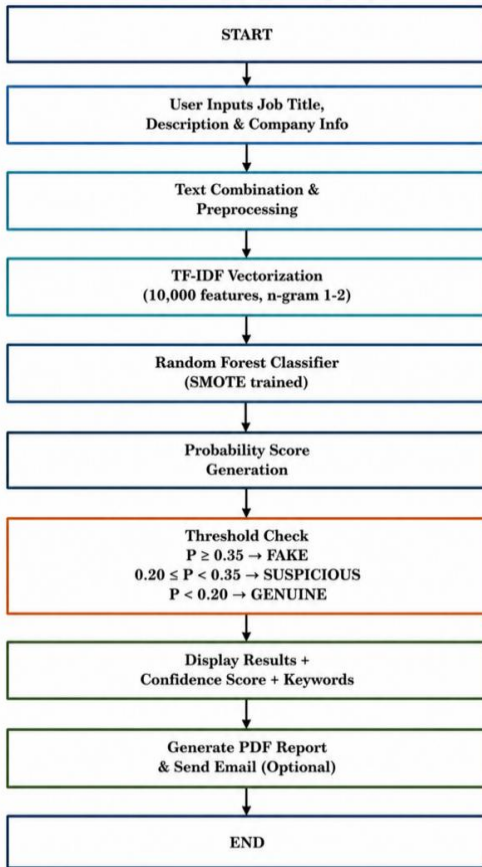 START
User Inputs Job Title,
Description & Company Info
Text Combination &
Preprocessing
TF-IDF Vectorization
(10,000 features, n-gram 1-2)
Random Forest Classifier
(SMOTE trained)
Probability Score
Generation
Threshold Check
P ≥ 0.35 → FAKE
0.20 ≤ P < 0.35 → SUSPICIOUS
P < 0.20 → GENUINE
Display Results +
Confidence Score + Keywords
Generate PDF Report
& Send Email (Optional)
END